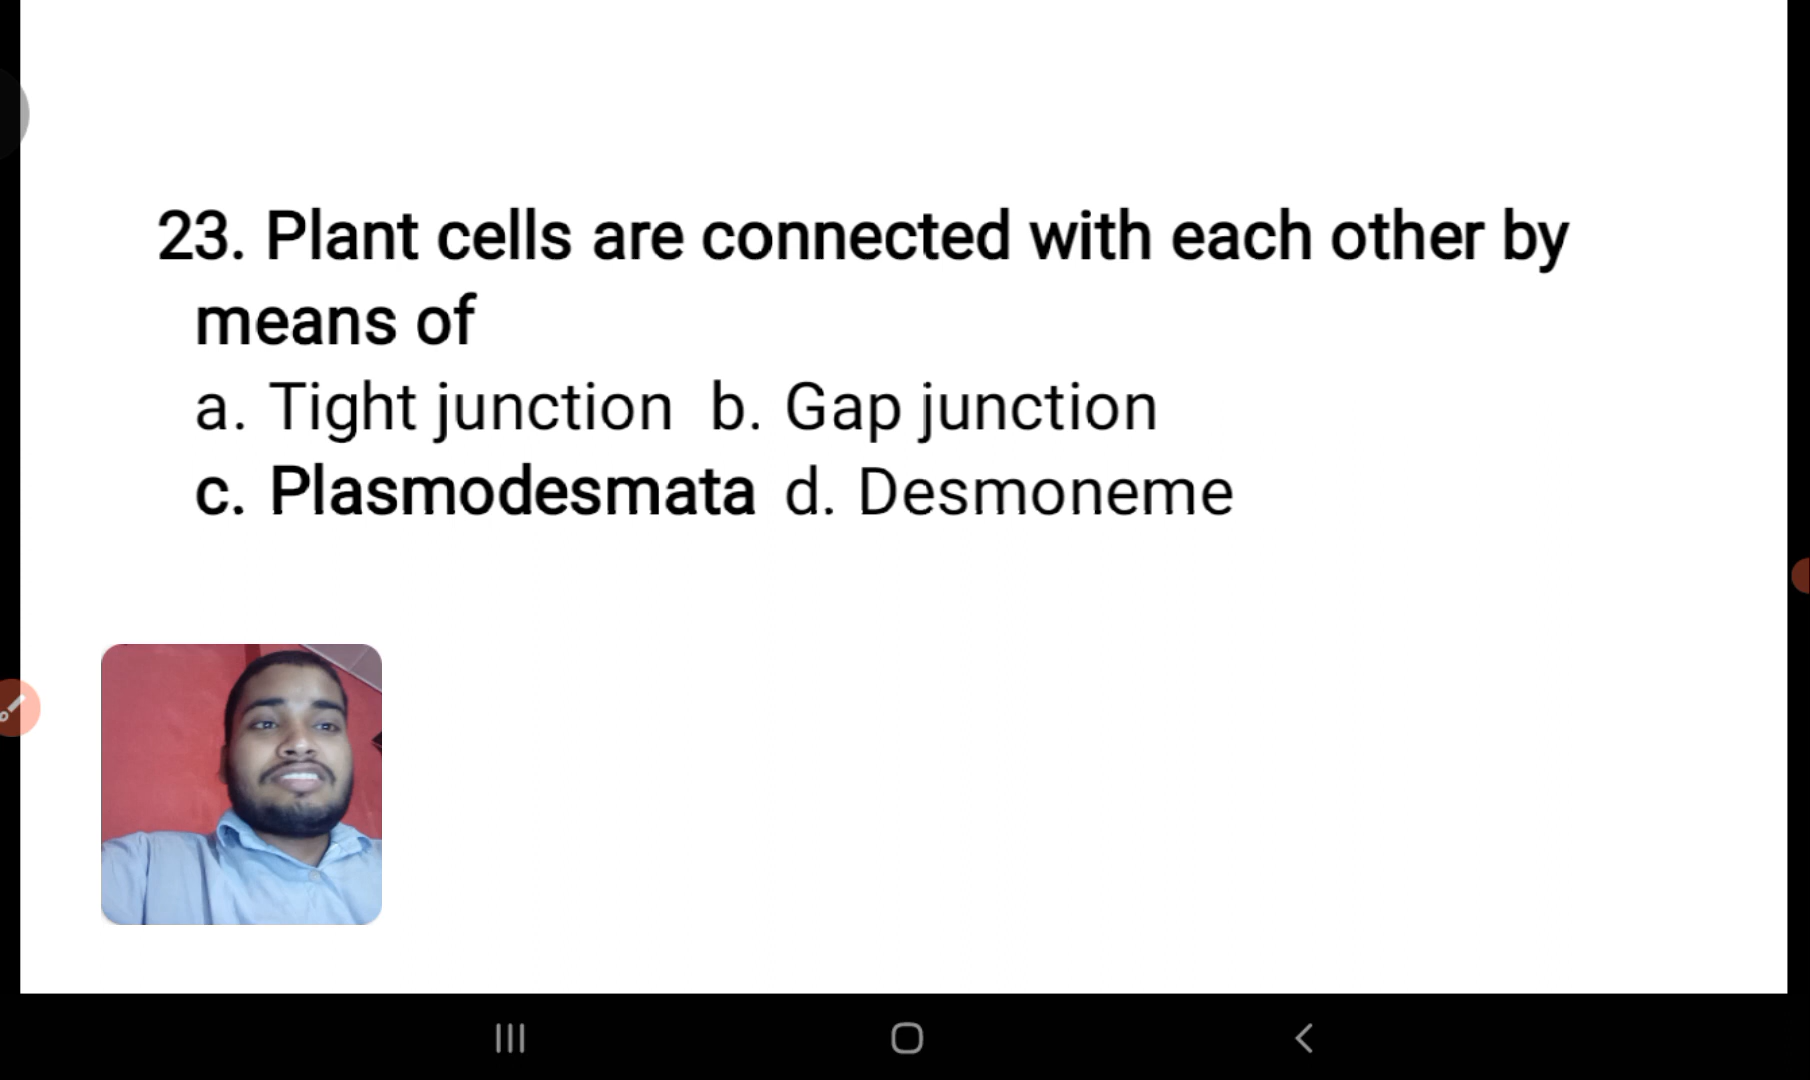 23. Plant cells are connected with each other by
means of
a. Tight junction b. Gap junction
c. Plasmodesmata d. Desmoneme